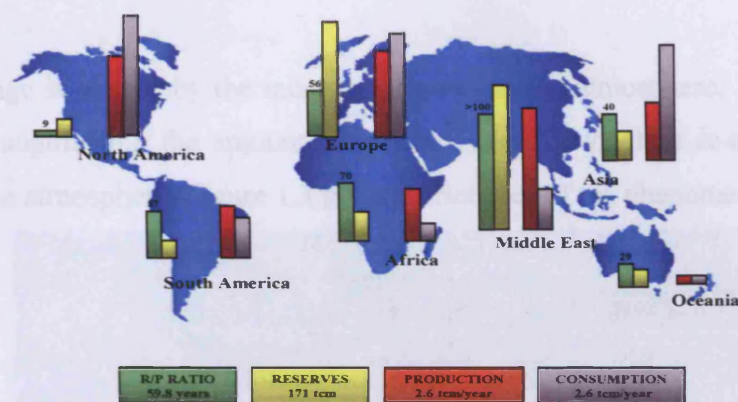 9
North America
56
Europe
>100
40
Asia
Middle East
70
Africa
South America
29
Oceania
R/P RATIO
59.8 years
RESERVES
171 tcm
PRODUCTION
2.6 tcm/year
CONSUMPTION
2.6 tcm/year